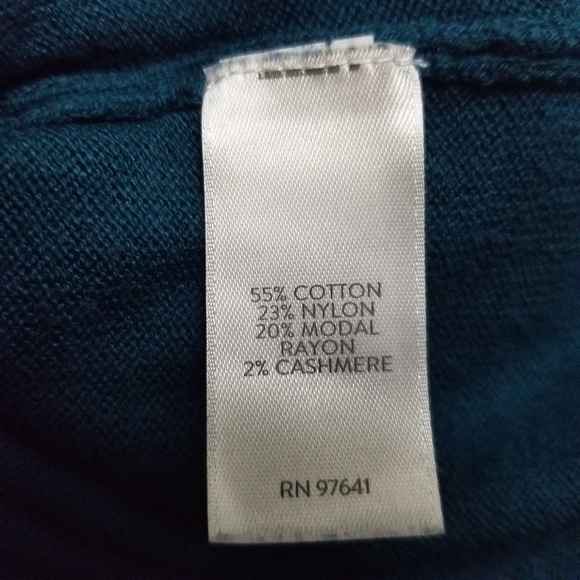 55% COTTON
23% NYLON
20% MODAL
RAYON
2% CASHMERE
RN 97641